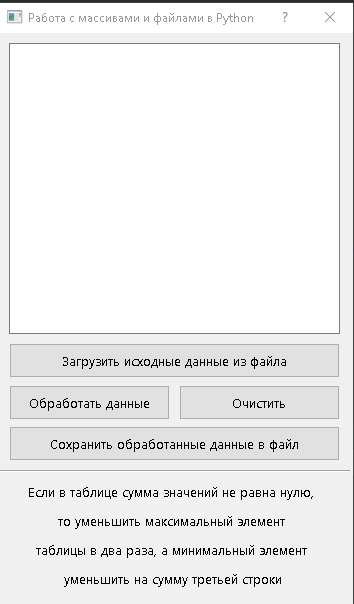 Работа с массивами и файлами в Python
Загрузить исходные данные из файла
Обработать данные
Очистить
Сохранить обработанные данные в файл
Если в таблице сумма значений не равна нулю,
то уменьшить максимальный элемент
таблицы в два раза, а минимальный элемент
уменьшить на сумму третьей строки